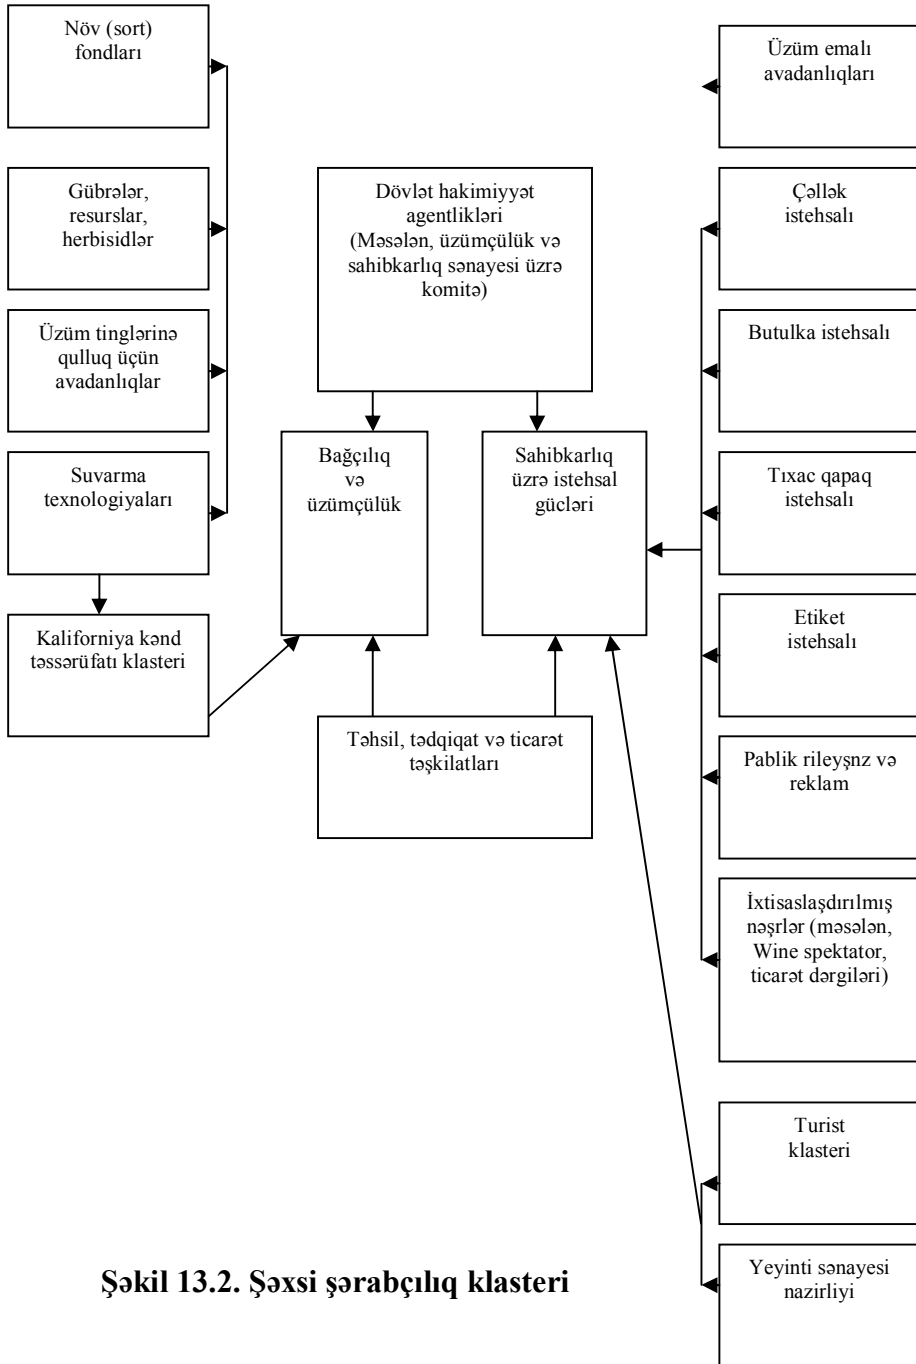 Növ (sort)
fondları
Gübrələr,
resurslar,
herbisidlər
Üzüm tinglərinə
qulluq üçün
avadanlıqlar
Suvarma
texnologiyaları
Kaliforniya kənd
təssərüfatı klasteri
Dövlət hakimiyyət
agentlikləri
(Məsələn, üzümçülük və
sahibkarlıq sənayesi üzrə
komitə)
Bağçılıq
və
üzümçülük
Sahibkarlıq
üzrə istehsal
gücləri
Təhsil, tədqiqat və ticarət
təşkilatları
Üzüm emalı
avadanlıqları
Çəllək
istehsalı
Butulka istehsalı
Tıxac qapaq
istehsalı
Etiket
istehsalı
Pablik rileyşnz və
reklam
İxtisaslaşdırılmış
nəşrlər (məsələn,
Wine spektator,
ticarət dərgiləri)
Turist
klasteri
Yeyinti sənayesi
nazirliyi
Şəkil 13.2. Şəxsi şərabçılıq klasteri